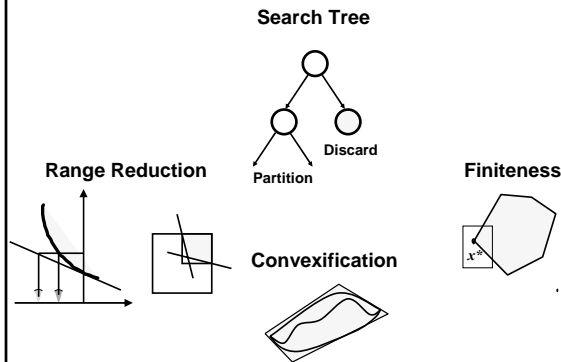 Search Tree
Discard
Partition
Range Reduction
Finiteness
x*
Convexification